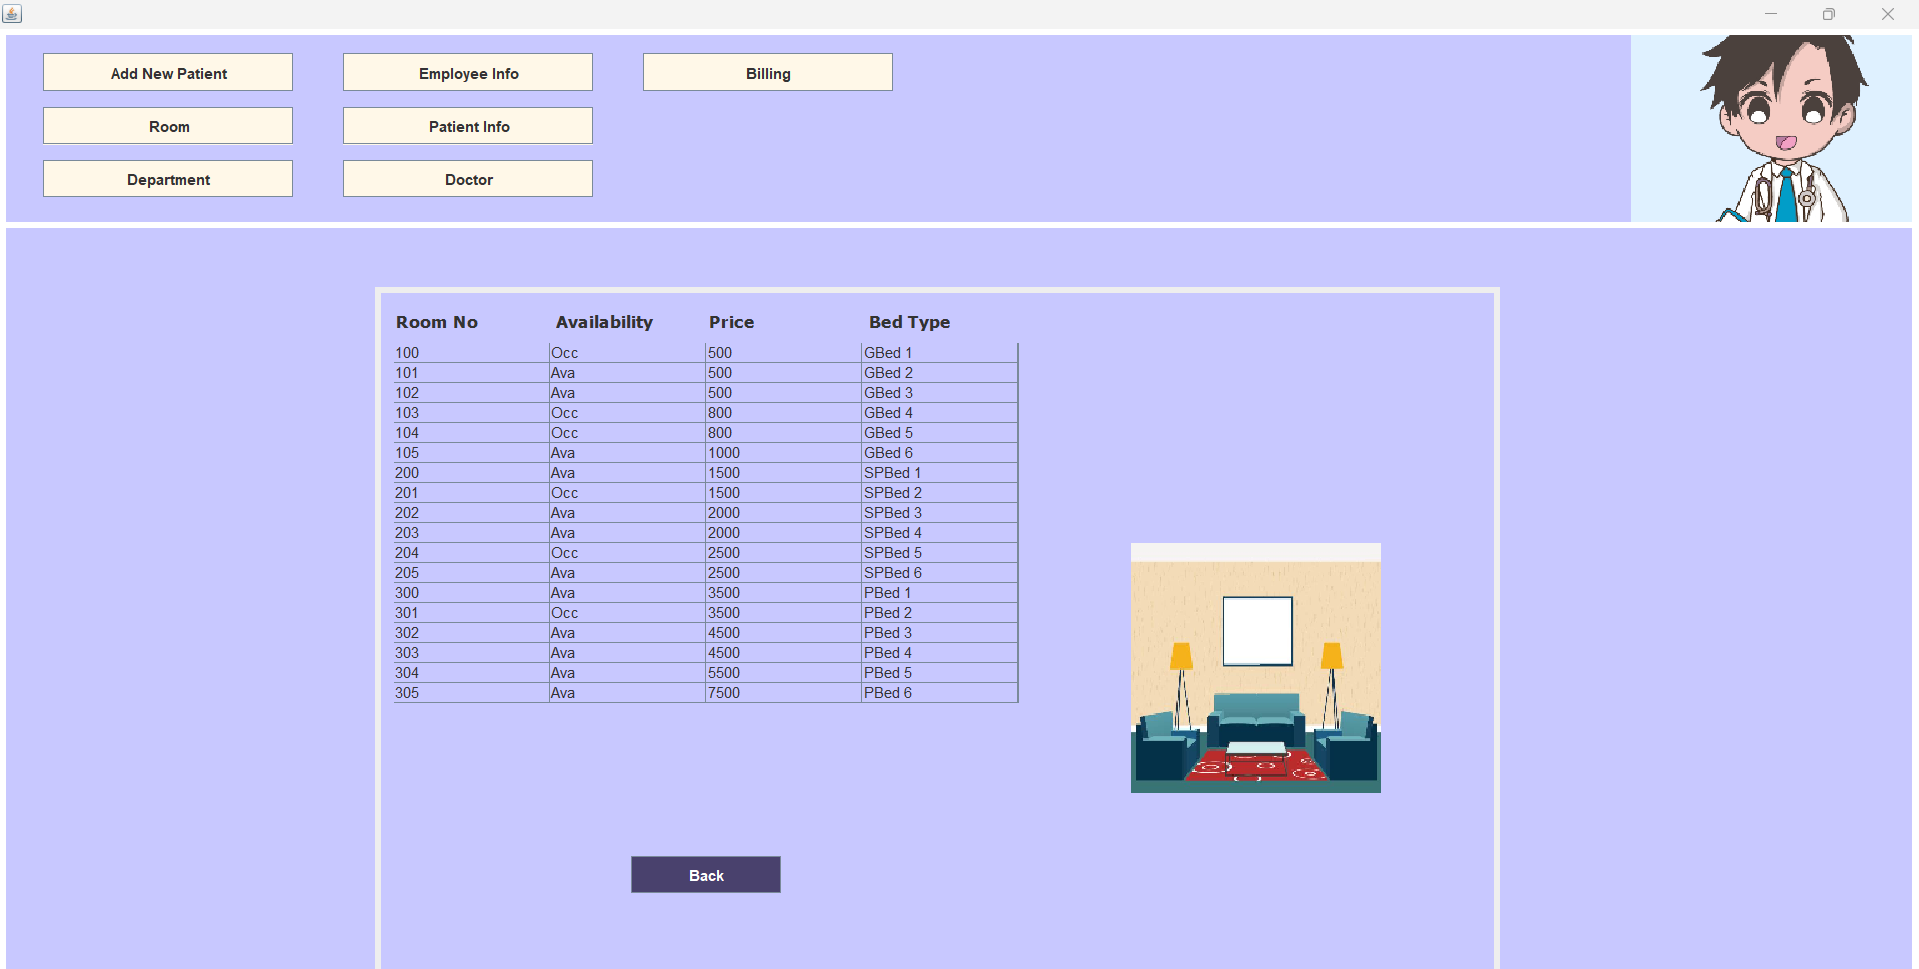 Add New Patient Employee Info Billing
Room Patient Info
Department Doctor
Room No Availability Price Bed Type
100 Occ 500 GBed 1
101 Ava 500 GBed 2
102 Ava 500 GBed 3
103 Occ 800 GBed 4
104 Occ 800 GBed 5
105 Ava 1000 GBed 6
200 Ava 1500 SPBed 1
201 Occ 1500 SPBed 2
202 Ava 2000 SPBed 3
203 Ava 2000 SPBed 4
204 Occ 2500 SPBed 5
205 Ava 2500 SPBed 6
300 Ava 3500 PBed 1
301 Occ 3500 PBed 2
302 Ava 4500 PBed 3
303 Ava 4500 PBed 4
304 Ava 5500 PBed 5
305 Ava 7500 PBed 6
Back